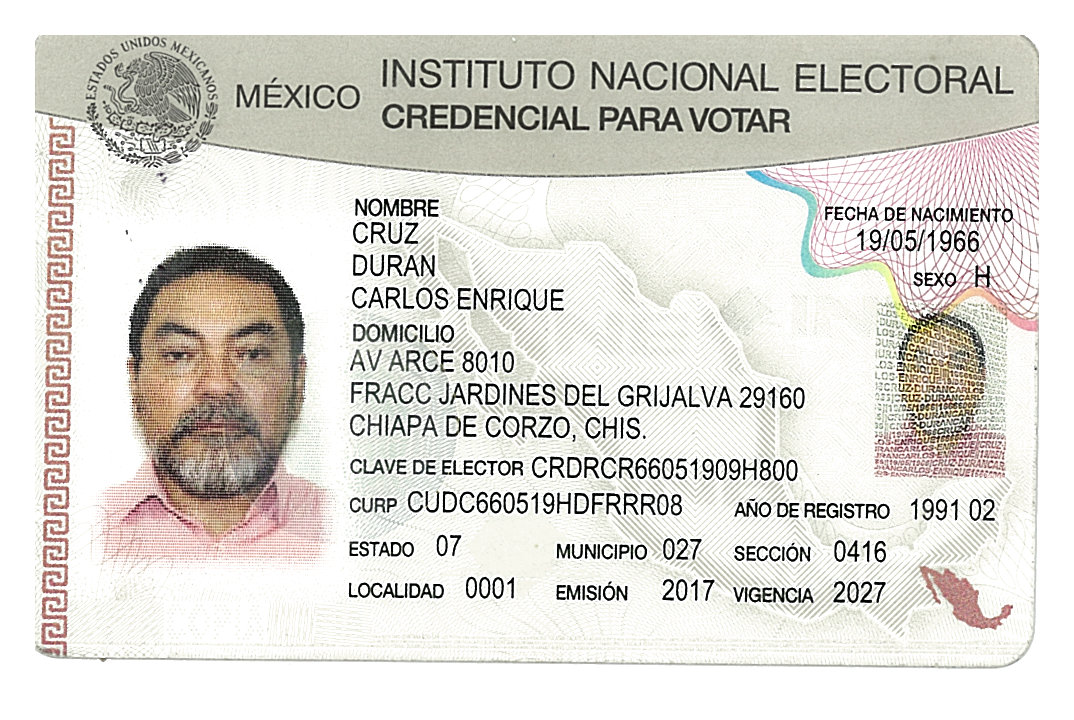 ESTADOS UNIDOS MEXICANOS
MÉXICO
INSTITUTO NACIONAL ELECTORAL
CREDENCIAL PARA VOTAR
NOMBRE
CRUZ
DURAN
CARLOS ENRIQUE
DOMICILIO
AV ARCE 8010
FRACC JARDINES DEL GRIJALVA 29160
CHIAPA DE CORZO, CHIS.
FECHA DE NACIMIENTO
19/05/1966
SEXO H
CLAVE DE ELECTOR CRDRCR66051909H800
CURP CUDC660519HDFRRR08 AÑO DE REGISTRO 1991 02
ESTADO 07 MUNICIPIO 027 SECCIÓN 0416
LOCALIDAD 0001 EMISIÓN 2017 VIGENCIA 2027